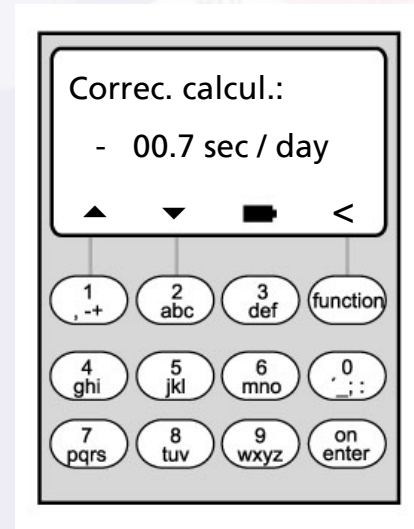 Correc. calcul.:
- 00.7 sec / day
<
1 2 3 function
, -+ abc def
4 5 6 0
ghi jkl mno ´_;:
7 8 9 on
pqrs tuv wxyz enter